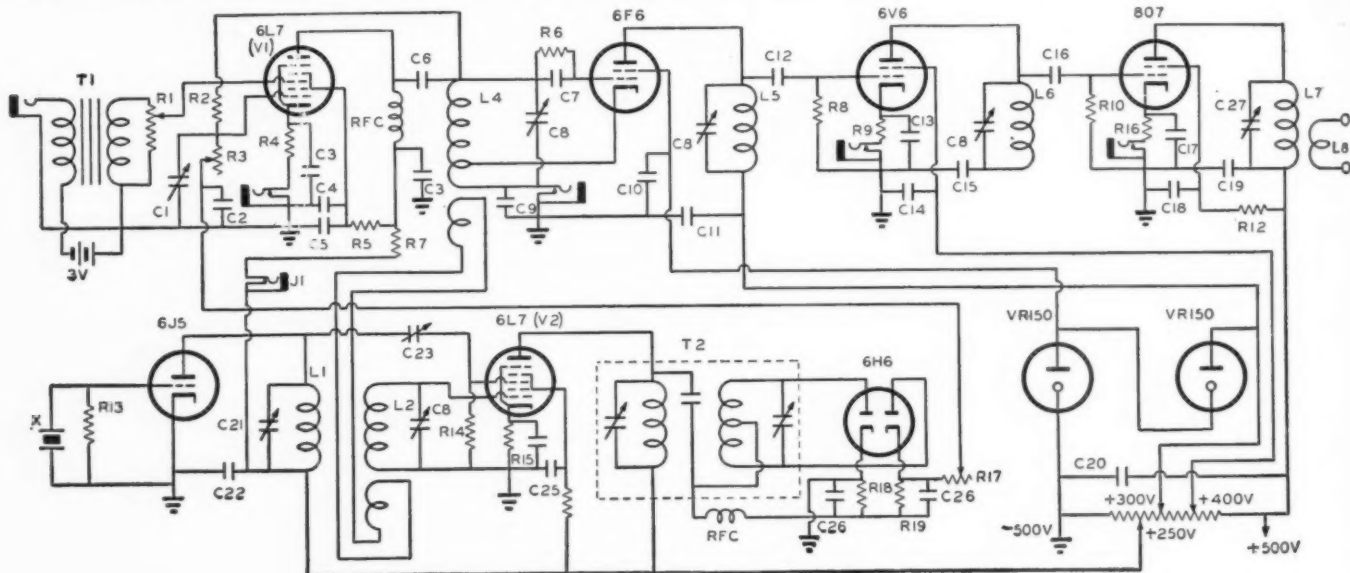 6L7
(V1)
T1
R1
R2
R3
R4
C1
C2
C3
C4
C5
R5
3V
RFC
C6
C3
R7
J1
L4
R6
C7
C8
C9
6F6
C10
C11
C8
L5
C12
6V6
R8
R9
C13
C14
C15
C8
L6
C16
807
R10
R16
C17
C18
C19
R12
C27
L7
L8
6J5
X
R13
C21
L1
C22
C23
L2
C8
R14
6L7 (V2)
R15
C25
T2
RFC
6H6
C26
R18
R19
C26
R17
VR150
VR150
C20
+300V
+400V
+250V
-500V
+500V